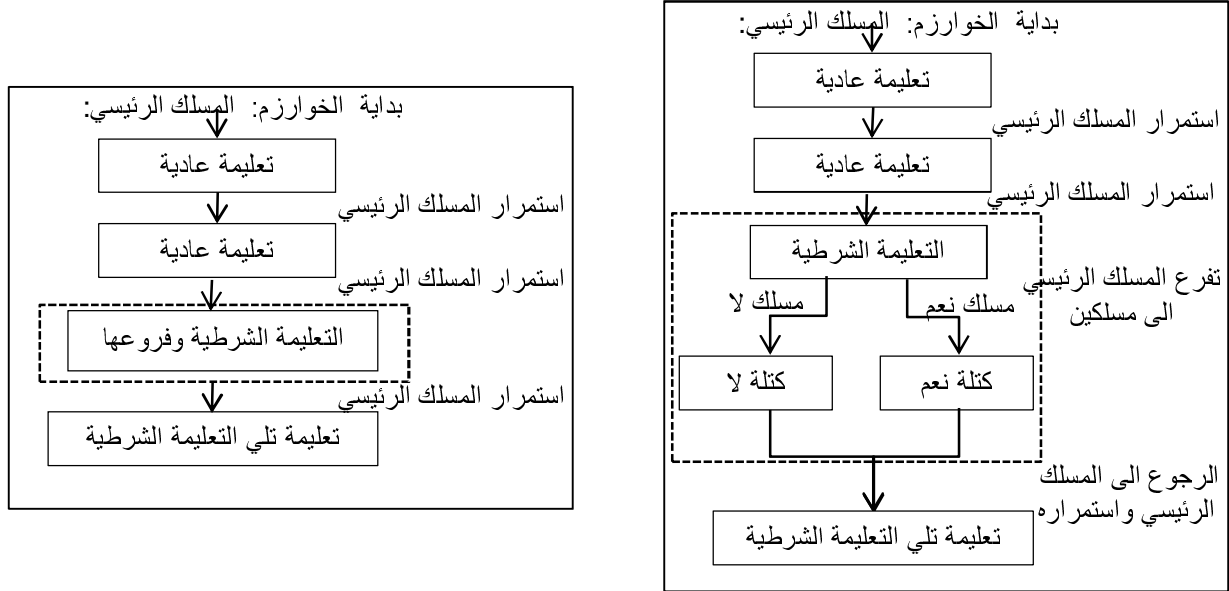 بداية الخوارزم: المسلك الرئيسي:
تعليمة عادية
استمرار المسلك الرئيسي
تعليمة عادية
استمرار المسلك الرئيسي
التعليمة الشرطية
تفرع المسلك الرئيسي
الى مسلكين
مسلك نعم
مسلك لا
كتلة نعم
كتلة لا
الرجوع الى المسلك
الرئيسي واستمراره
تعليمة تلي التعليمة الشرطية
بداية الخوارزم: المسلك الرئيسي:
تعليمة عادية
استمرار المسلك الرئيسي
تعليمة عادية
استمرار المسلك الرئيسي
التعليمة الشرطية وفروعها
استمرار المسلك الرئيسي
تعليمة تلي التعليمة الشرطية